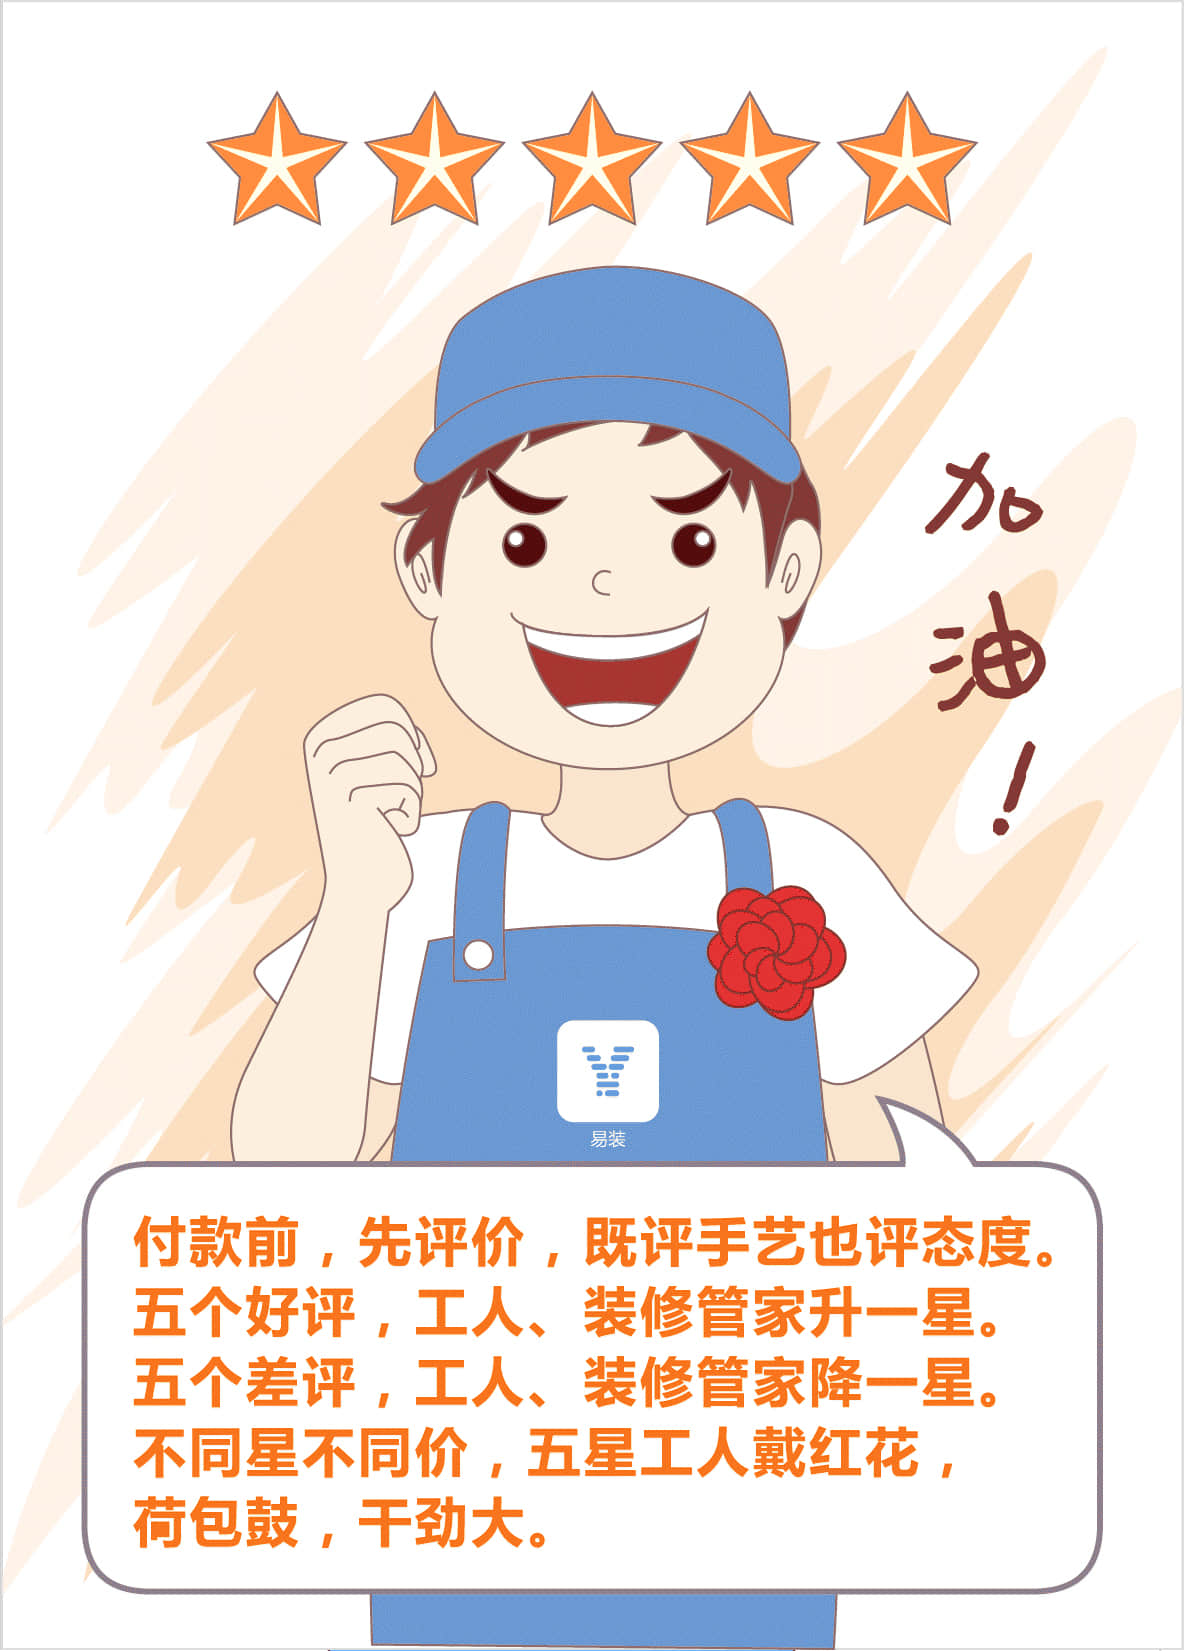 加
油
！
易装
付款前，先评价，既评手艺也评态度。
五个好评，工人、装修管家升一星。
五个差评，工人、装修管家降一星。
不同星不同价，五星工人戴红花，
荷包鼓，干劲大。